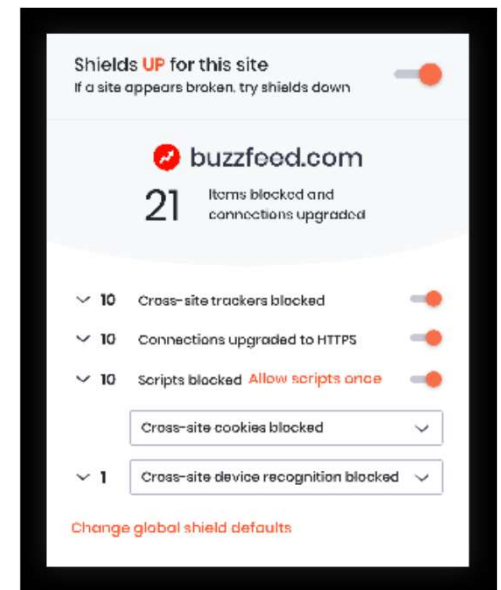 Shields UP for this site
If a site appears broken, try shields down
buzzfeed.com
21 Items blocked and
connections upgraded
10 Cross-site trackers blocked
10 Connections upgraded to HTTPS
10 Scripts blocked Allow scripts once
Cross-site cookies blocked
1 Cross-site device recognition blocked
Change global shield defaults